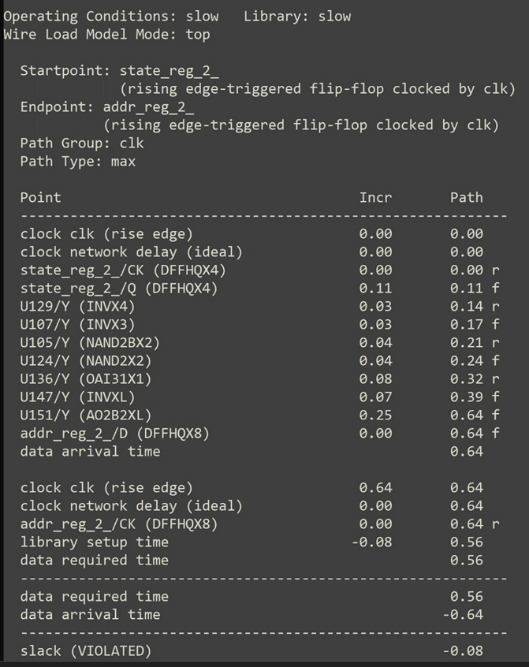 Operating Conditions: slow   Library: slow
Wire Load Model Mode: top
Startpoint: state_reg_2_
(rising edge-triggered flip-flop clocked by clk)
Endpoint: addr_reg_2_
(rising edge-triggered flip-flop clocked by clk)
Path Group: clk
Path Type: max
Point                                    Incr       Path
-----------------------------------------------------------
clock clk (rise edge)                    0.00       0.00
clock network delay (ideal)              0.00       0.00
state_reg_2_/CK (DFFHQX4)                0.00       0.00 r
state_reg_2_/Q (DFFHQX4)                 0.11       0.11 f
U129/Y (INVX4)                           0.03       0.14 r
U107/Y (INVX3)                           0.03       0.17 f
U105/Y (NAND2BX2)                        0.04       0.21 r
U124/Y (NAND2X2)                         0.04       0.24 f
U136/Y (OAI31X1)                         0.08       0.32 r
U147/Y (INVXL)                           0.07       0.39 f
U151/Y (AO2B2XL)                         0.25       0.64 f
addr_reg_2_/D (DFFHQX8)                  0.00       0.64 f
data arrival time                                   0.64
clock clk (rise edge)                    0.64       0.64
clock network delay (ideal)              0.00       0.64
addr_reg_2_/CK (DFFHQX8)                 0.00       0.64 r
library setup time                      -0.08       0.56
data required time                                  0.56
-----------------------------------------------------------
data required time                                  0.56
data arrival time                                  -0.64
-----------------------------------------------------------
slack (VIOLATED)                                   -0.08